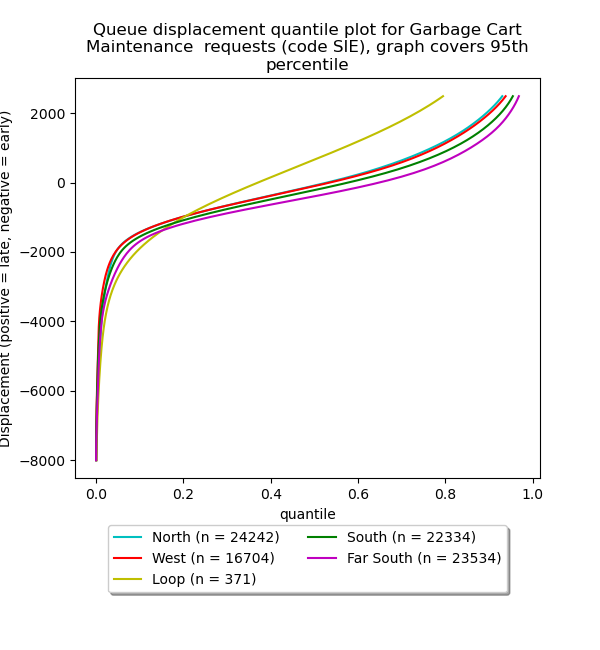 Queue displacement quantile plot for Garbage Cart
Maintenance  requests (code SIE), graph covers 95th
percentile
Displacement (positive = late, negative = early)
2000
0
−2000
−4000
−6000
−8000
0.0 0.2 0.4 0.6 0.8 1.0
quantile
North (n = 24242) South (n = 22334)
West (n = 16704) Far South (n = 23534)
Loop (n = 371)